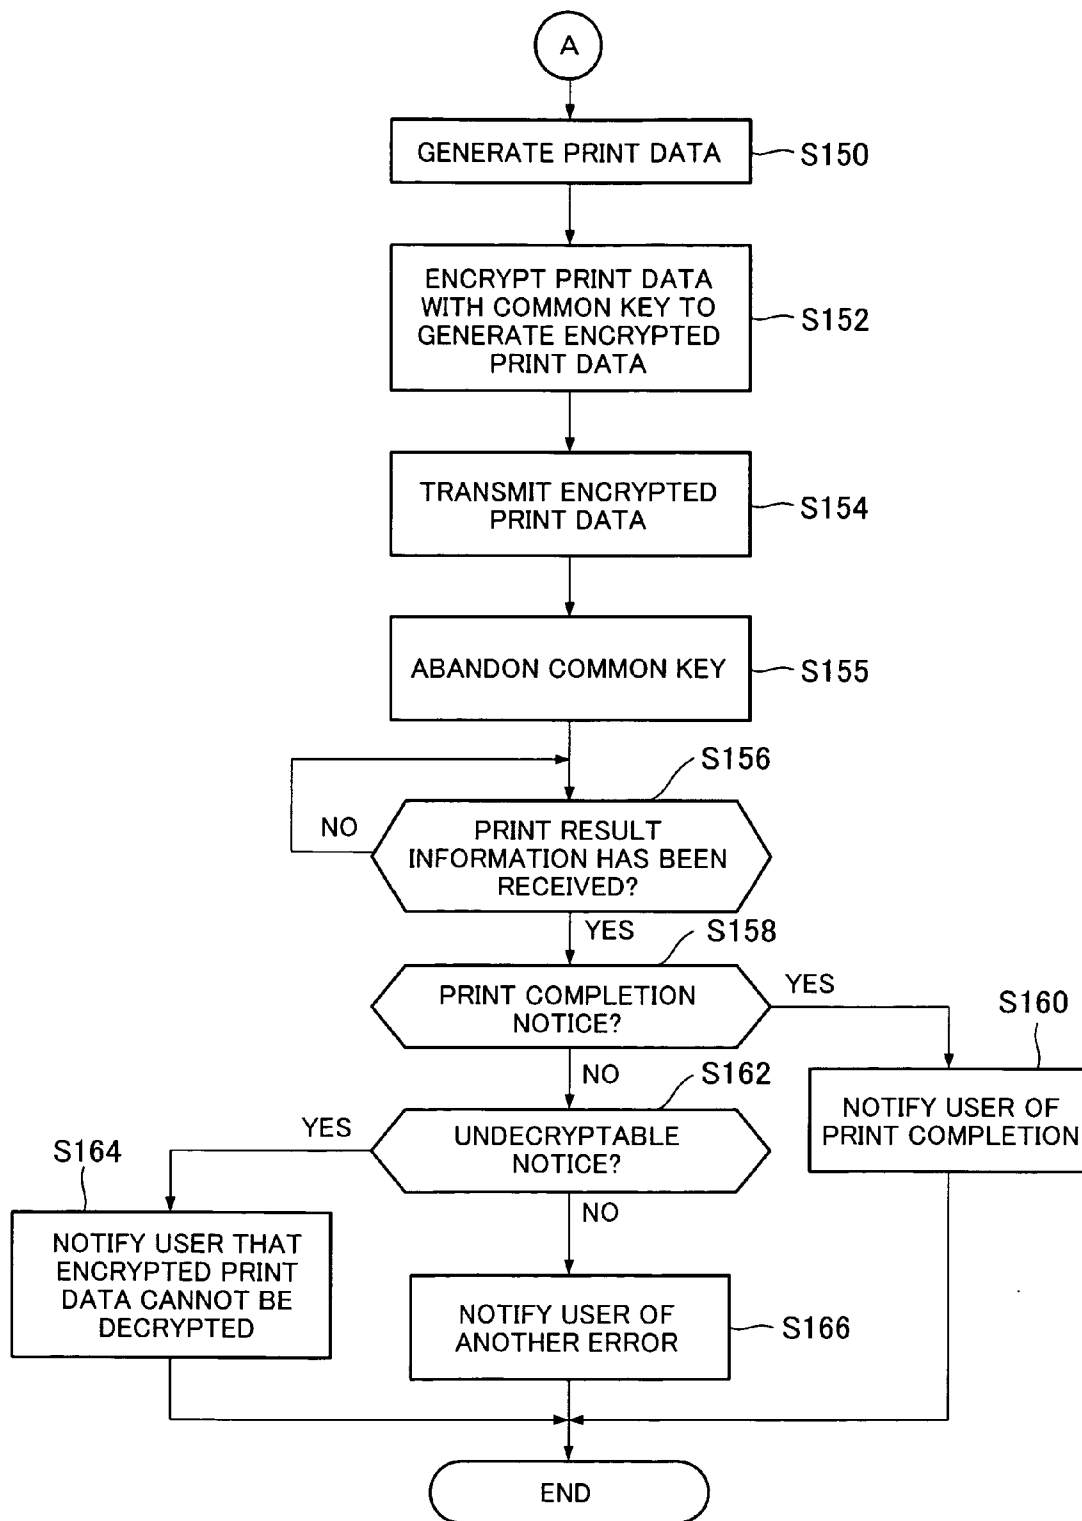 A
GENERATE PRINT DATA
S150
ENCRYPT PRINT DATA
WITH COMMON KEY TO
GENERATE ENCRYPTED
PRINT DATA
S152
TRANSMIT ENCRYPTED
PRINT DATA
S154
ABANDON COMMON KEY
S155
S156
NO
PRINT RESULT
INFORMATION HAS BEEN
RECEIVED?
YES
S158
PRINT COMPLETION
NOTICE?
YES
S160
NOTIFY USER OF
PRINT COMPLETION
NO
S162
UNDECRYPTABLE
NOTICE?
YES
S164
NOTIFY USER THAT
ENCRYPTED PRINT
DATA CANNOT BE
DECRYPTED
NO
NOTIFY USER OF
ANOTHER ERROR
S166
END